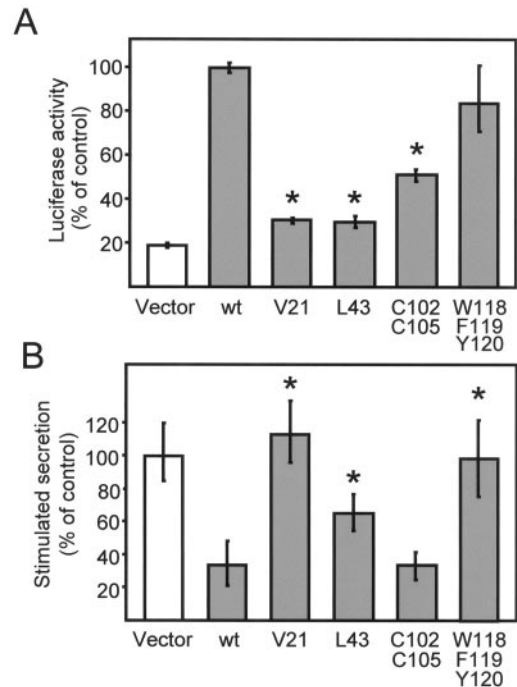 A
Luciferase activity
(% of control)
100
80
60
40
20
* * *
Vector wt V21 L43 C102 W118
C105 F119
Y120
B
Stimulated secretion
(% of control)
120
100
80
60
40
20
* * *
Vector wt V21 L43 C102 W118
C105 F119
Y120